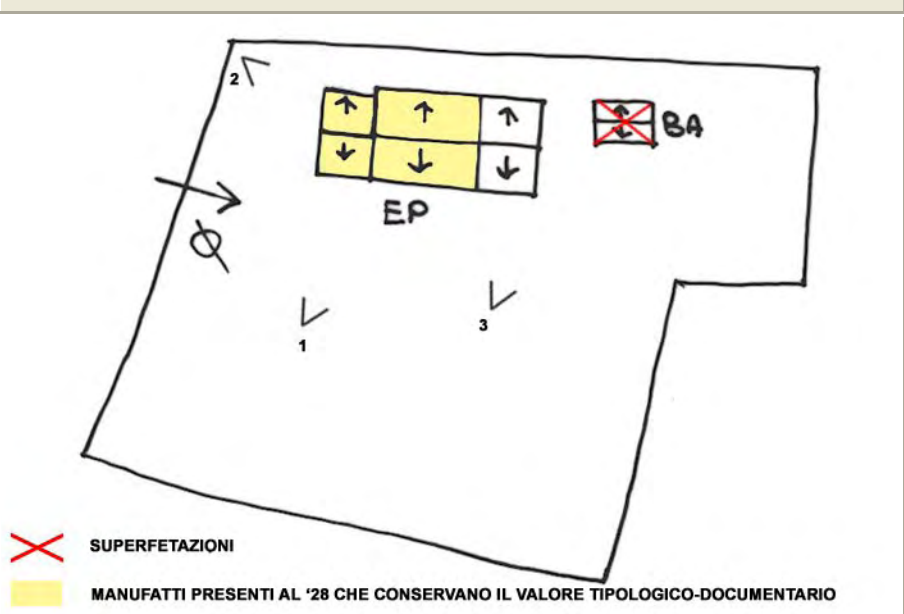 2
BA
EP
Ø
1
3
SUPERFETAZIONI
MANUFATTI PRESENTI AL ‘28 CHE CONSERVANO IL VALORE TIPOLOGICO-DOCUMENTARIO